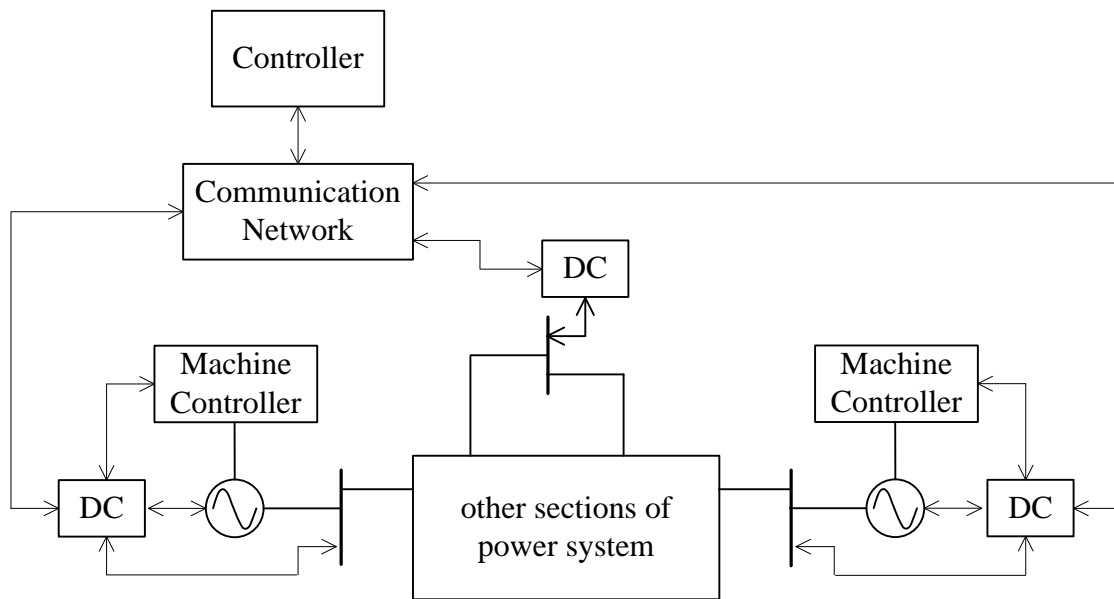 Controller
Communication
Network
DC
Machine
Controller
Machine
Controller
DC
other sections of
power system
DC